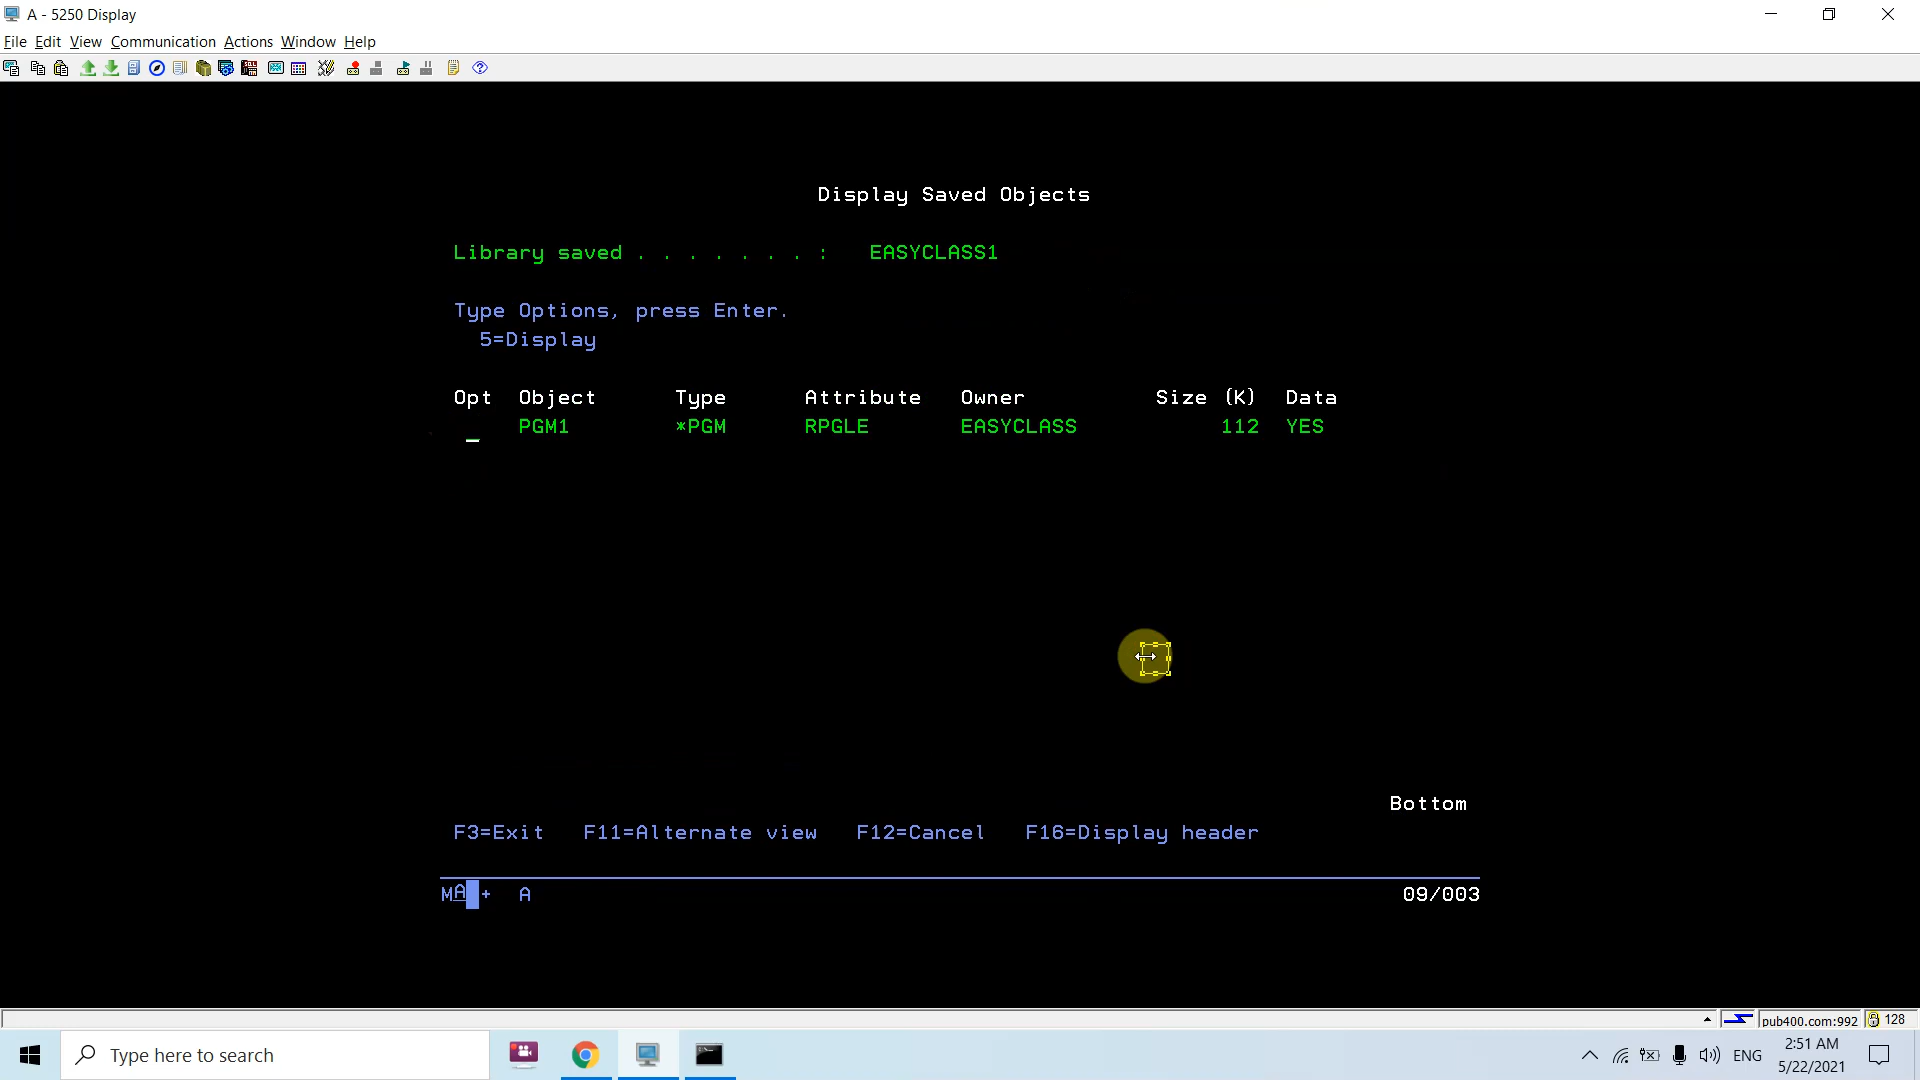 A - 5250 Display
File Edit View Communication Actions Window Help
Display Saved Objects
Library saved . . . . . . . :   EASYCLASS1
Type Options, press Enter.
5=Display
Opt  Object  Type  Attribute  Owner  Size (K)  Data
_  PGM1  *PGM  RPGLE  EASYCLASS  112  YES
Bottom
F3=Exit   F11=Alternate view   F12=Cancel   F16=Display header
MA + A 09/003
pub400.com:992 128
Type here to search
ENG
2:51 AM
5/22/2021